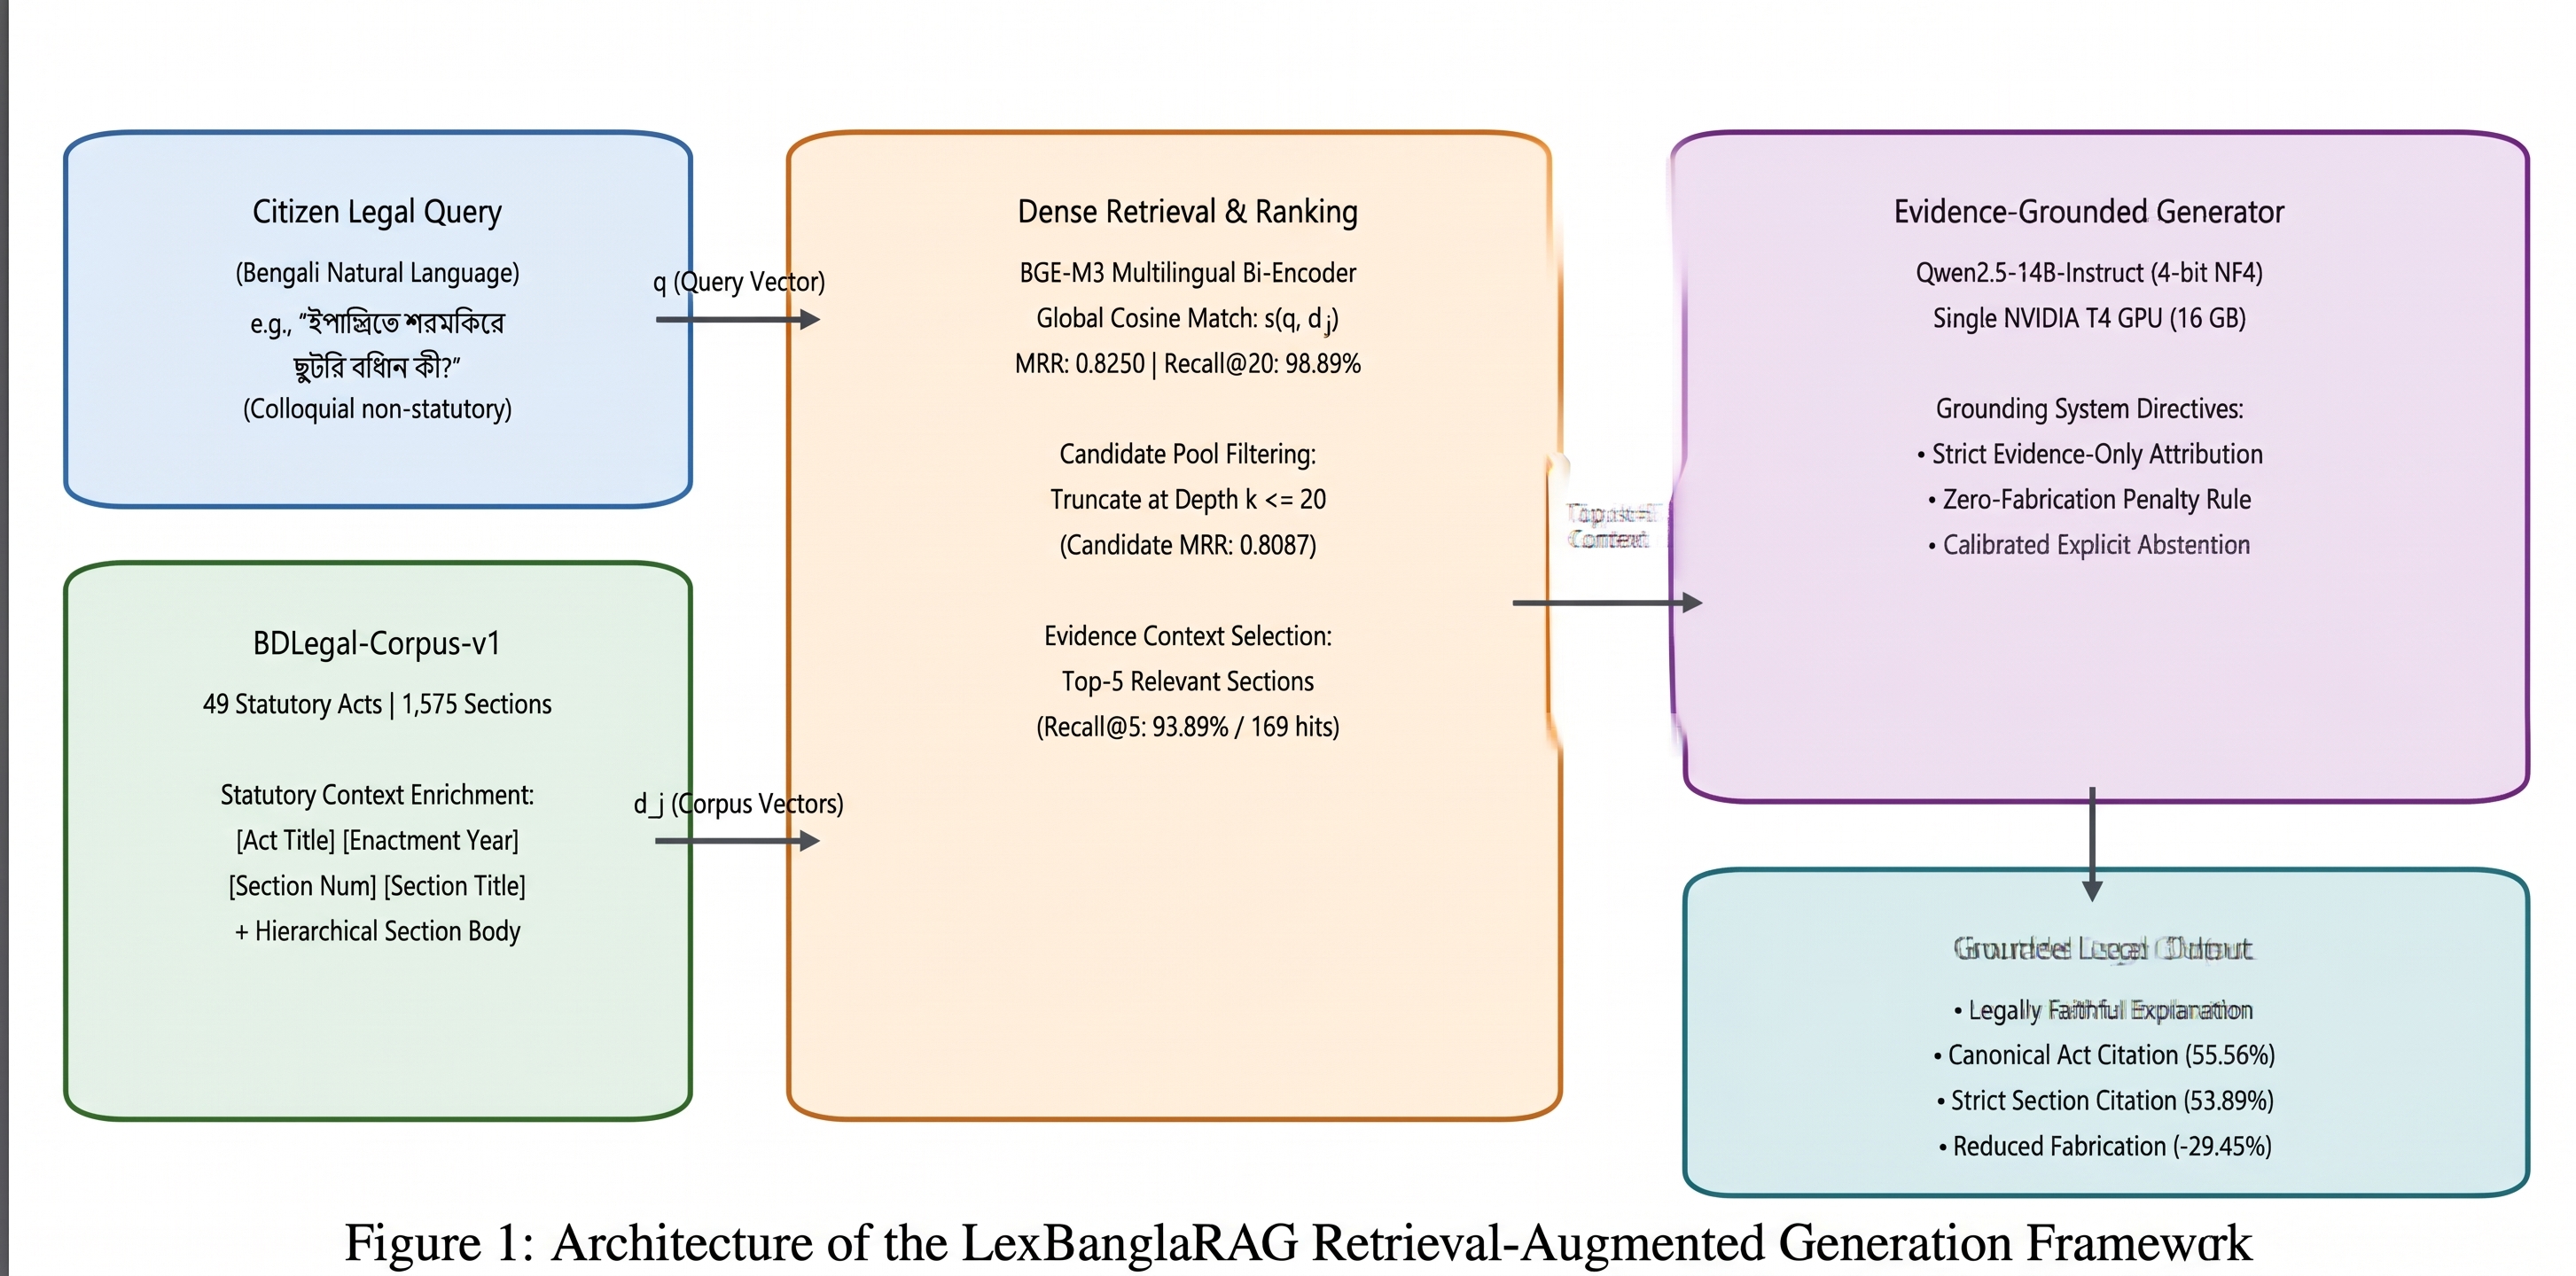 Citizen Legal Query
(Bengali Natural Language)
e.g., "ইপাজ্রিতে শরমকিরে
ছুটরি বধিান কী?"
(Colloquial non-statutory)
q (Query Vector)
BDLegal-Corpus-v1
49 Statutory Acts | 1,575 Sections
Statutory Context Enrichment:
[Act Title] [Enactment Year]
[Section Num] [Section Title]
+ Hierarchical Section Body
d_j (Corpus Vectors)
Dense Retrieval & Ranking
BGE-M3 Multilingual Bi-Encoder
Global Cosine Match: s(q, d j)
MRR: 0.8250 | Recall@20: 98.89%
Candidate Pool Filtering:
Truncate at Depth k <= 20
(Candidate MRR: 0.8087)
Evidence Context Selection:
Top-5 Relevant Sections
(Recall@5: 93.89% / 169 hits)
Context
Evidence-Grounded Generator
Qwen2.5-14B-Instruct (4-bit NF4)
Single NVIDIA T4 GPU (16 GB)
Grounding System Directives:
• Strict Evidence-Only Attribution
• Zero-Fabrication Penalty Rule
• Calibrated Explicit Abstention
• Legally Faithful Explanation
• Canonical Act Citation (55.56%)
• Strict Section Citation (53.89%)
• Reduced Fabrication (-29.45%)
Figure 1: Architecture of the LexBanglaRAG Retrieval-Augmented Generation Framework